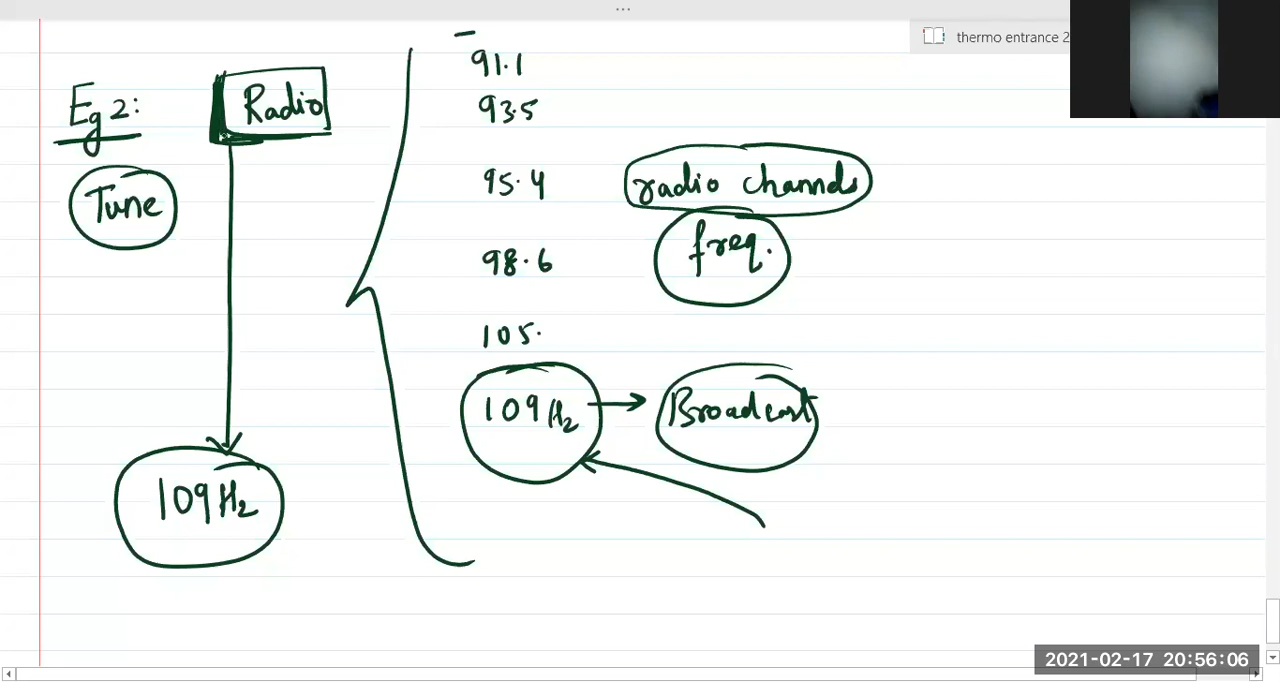 ...
thermo entrance 2
91.1
Eg 2:
Radio
93.5
Tune
95.4
radio channels
freq.
98.6
105.
109 Hz
Broadcast
109 Hz
2021-02-17 20:56:06